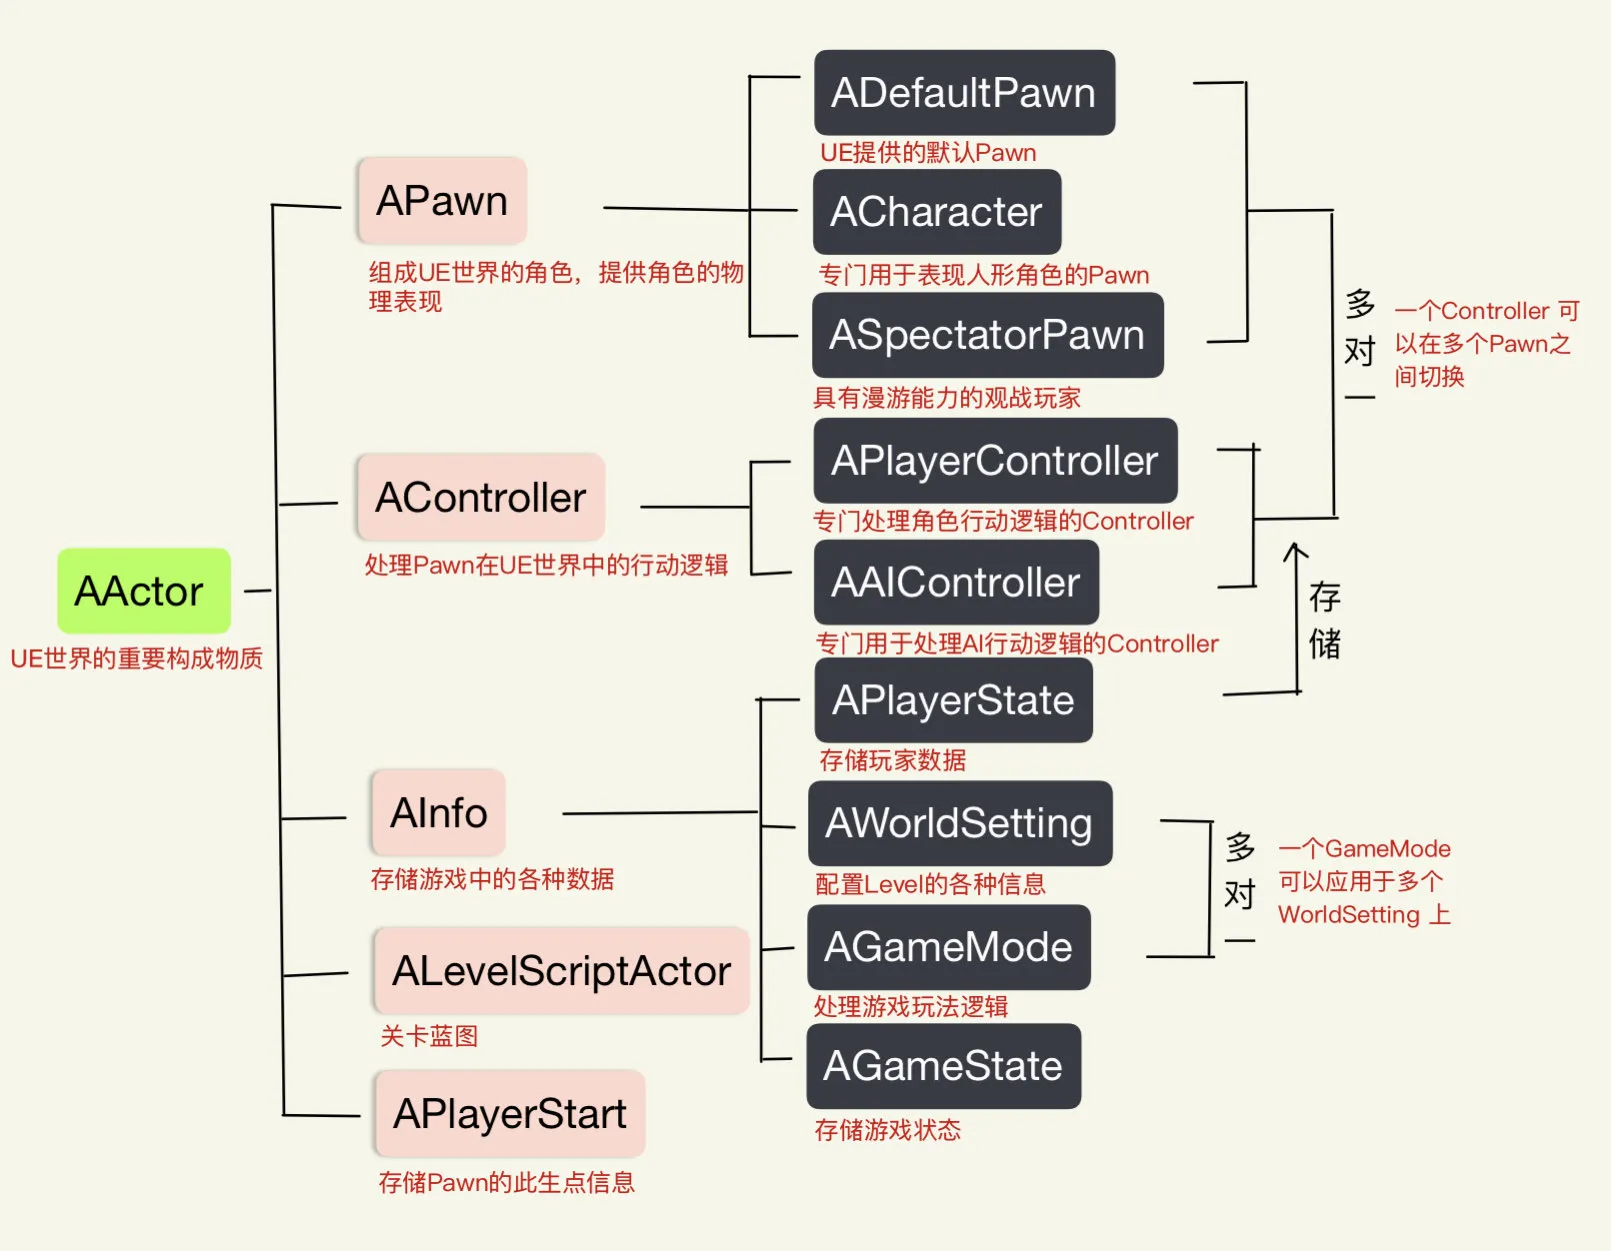 AActor
UE世界的重要构成物质
APawn
组成UE世界的角色，提供角色的物
理表现
AController
处理Pawn在UE世界中的行动逻辑
AInfo
存储游戏中的各种数据
ALevelScriptActor
关卡蓝图
APlayerStart
存储Pawn的此生点信息
ADefaultPawn
UE提供的默认Pawn
ACharacter
专门用于表现人形角色的Pawn
ASpectatorPawn
具有漫游能力的观战玩家
APlayerController
专门处理角色行动逻辑的Controller
AAIController
专门用于处理AI行动逻辑的Controller
APlayerState
存储玩家数据
AWorldSetting
配置Level的各种信息
AGameMode
处理游戏玩法逻辑
AGameState
存储游戏状态
多对一
一个Controller 可
以在多个Pawn之
间切换
存储
多对一
一个GameMode
可以应用于多个
WorldSetting 上